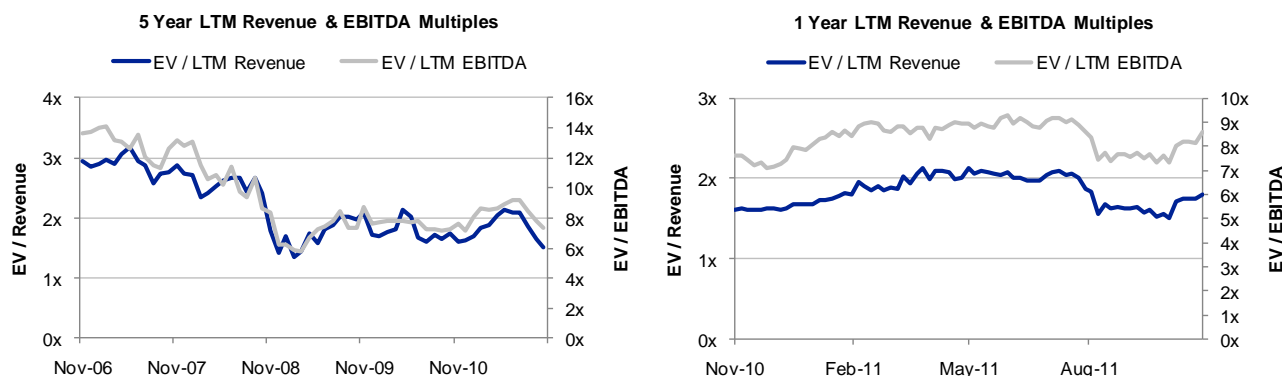 5 Year LTM Revenue & EBITDA Multiples
EV / LTM Revenue
EV / LTM EBITDA
4x
3x
2x
1x
0x
EV / Revenue
16x
14x
12x
10x
8x
6x
4x
2x
0x
EV / EBITDA
Nov-06
Nov-07
Nov-08
Nov-09
Nov-10
1 Year LTM Revenue & EBITDA Multiples
EV / LTM Revenue
EV / LTM EBITDA
3x
2x
1x
0x
EV / Revenue
10x
9x
8x
7x
6x
5x
4x
3x
2x
1x
0x
EV / EBITDA
Nov-10
Feb-11
May-11
Aug-11